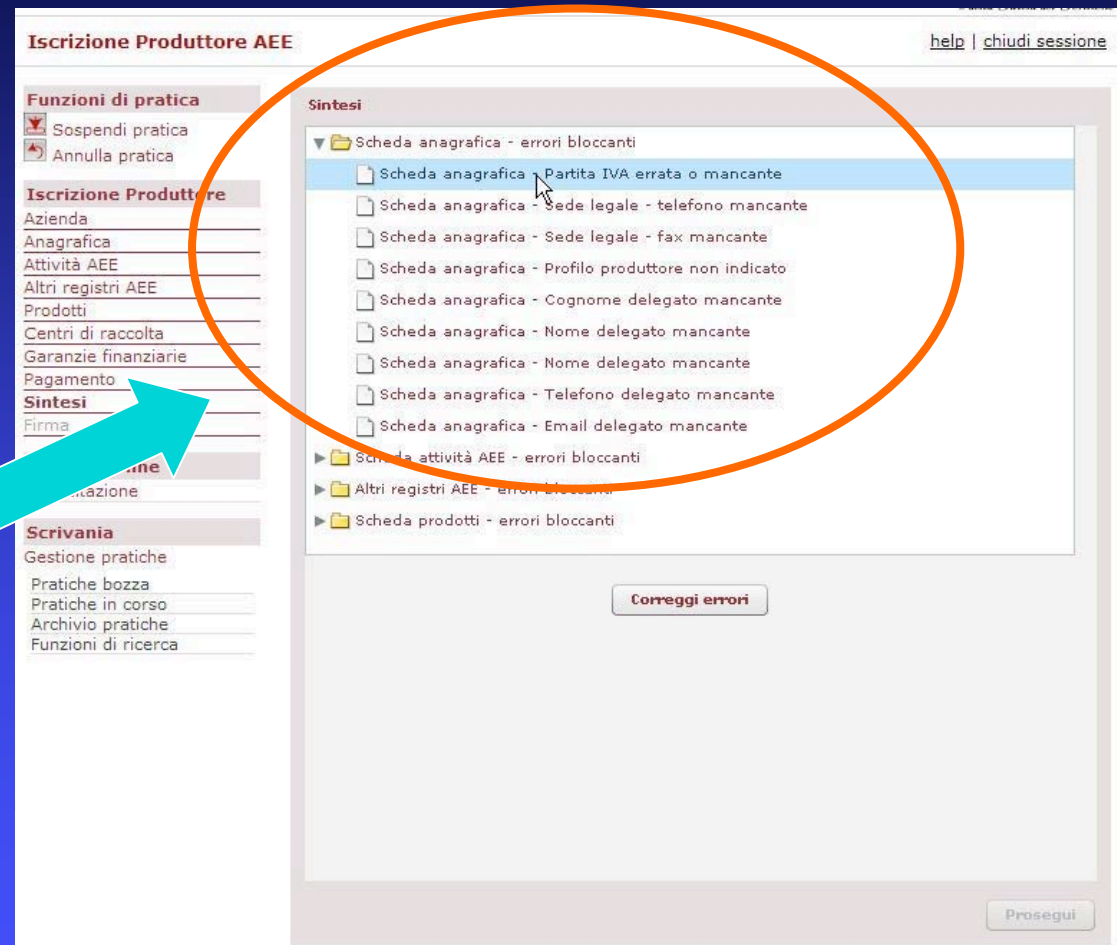 Iscrizione Produttore AEE
help | chiudi sessione
Funzioni di pratica
Sospendi pratica
Annulla pratica
Iscrizione Produttore
Azienda
Anagrafica
Attività AEE
Altri registri AEE
Prodotti
Centri di raccolta
Garanzie finanziarie
Pagamento
Sintesi
Firma
Scrivania
Gestione pratiche
Pratiche bozza
Pratiche in corso
Archivio pratiche
Funzioni di ricerca
Sintesi
Scheda anagrafica - errori bloccanti
Scheda anagrafica - Partita IVA errata o mancante
Scheda anagrafica - Sede legale - telefono mancante
Scheda anagrafica - Sede legale - fax mancante
Scheda anagrafica - Profilo produttore non indicato
Scheda anagrafica - Cognome delegato mancante
Scheda anagrafica - Nome delegato mancante
Scheda anagrafica - Nome delegato mancante
Scheda anagrafica - Telefono delegato mancante
Scheda anagrafica - Email delegato mancante
Scheda attività AEE - errori bloccanti
Altri registri AEE - errori bloccanti
Scheda prodotti - errori bloccanti
Correggi errori
Prosegui